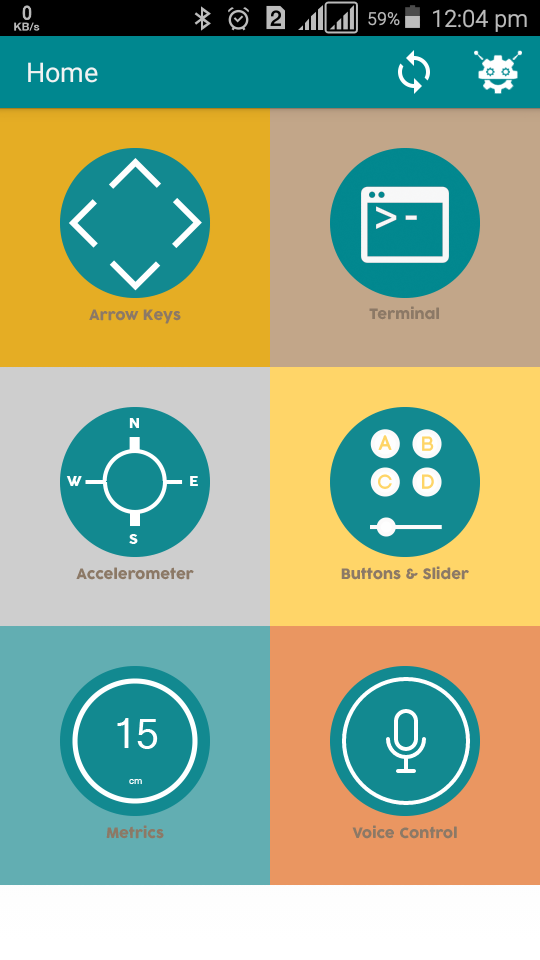 0
KB/s
2
59%
12:04 pm
Home
Arrow Keys
>-
Terminal
N
W
E
S
Accelerometer
A
B
C
D
Buttons & Slider
15
cm
Metrics
Voice Control